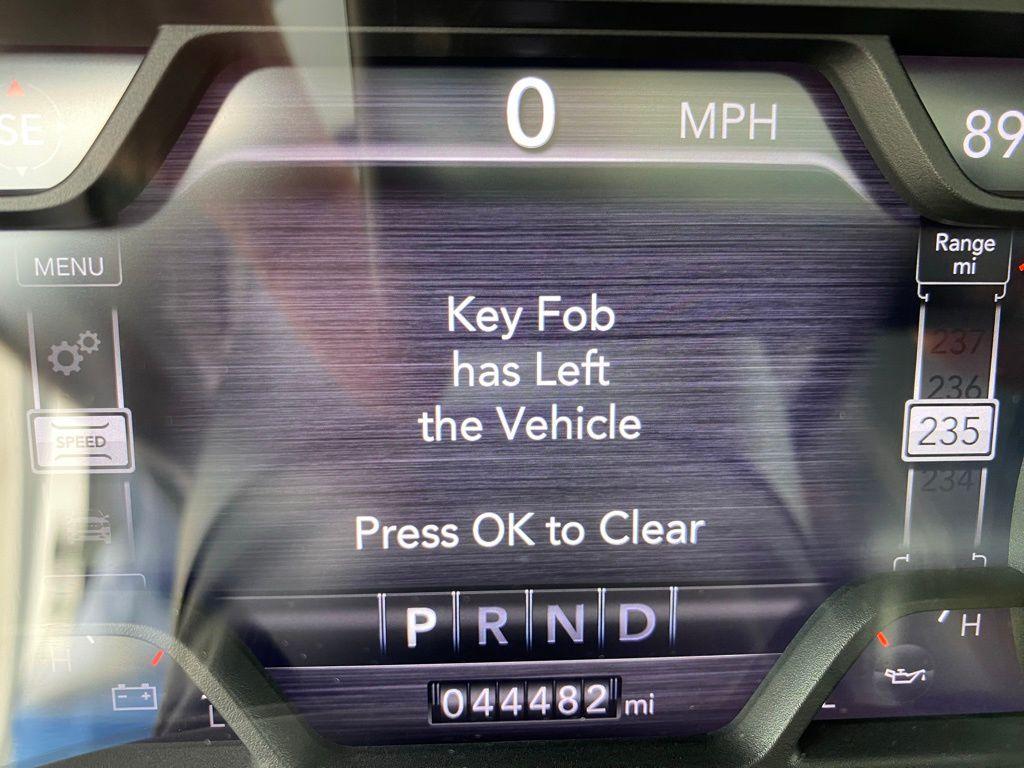 SE
0 MPH
89
MENU
Range
mi
237
236
235
234
SPEED
Key Fob
has Left
the Vehicle
Press OK to Clear
P R N D
044482 mi
H
H